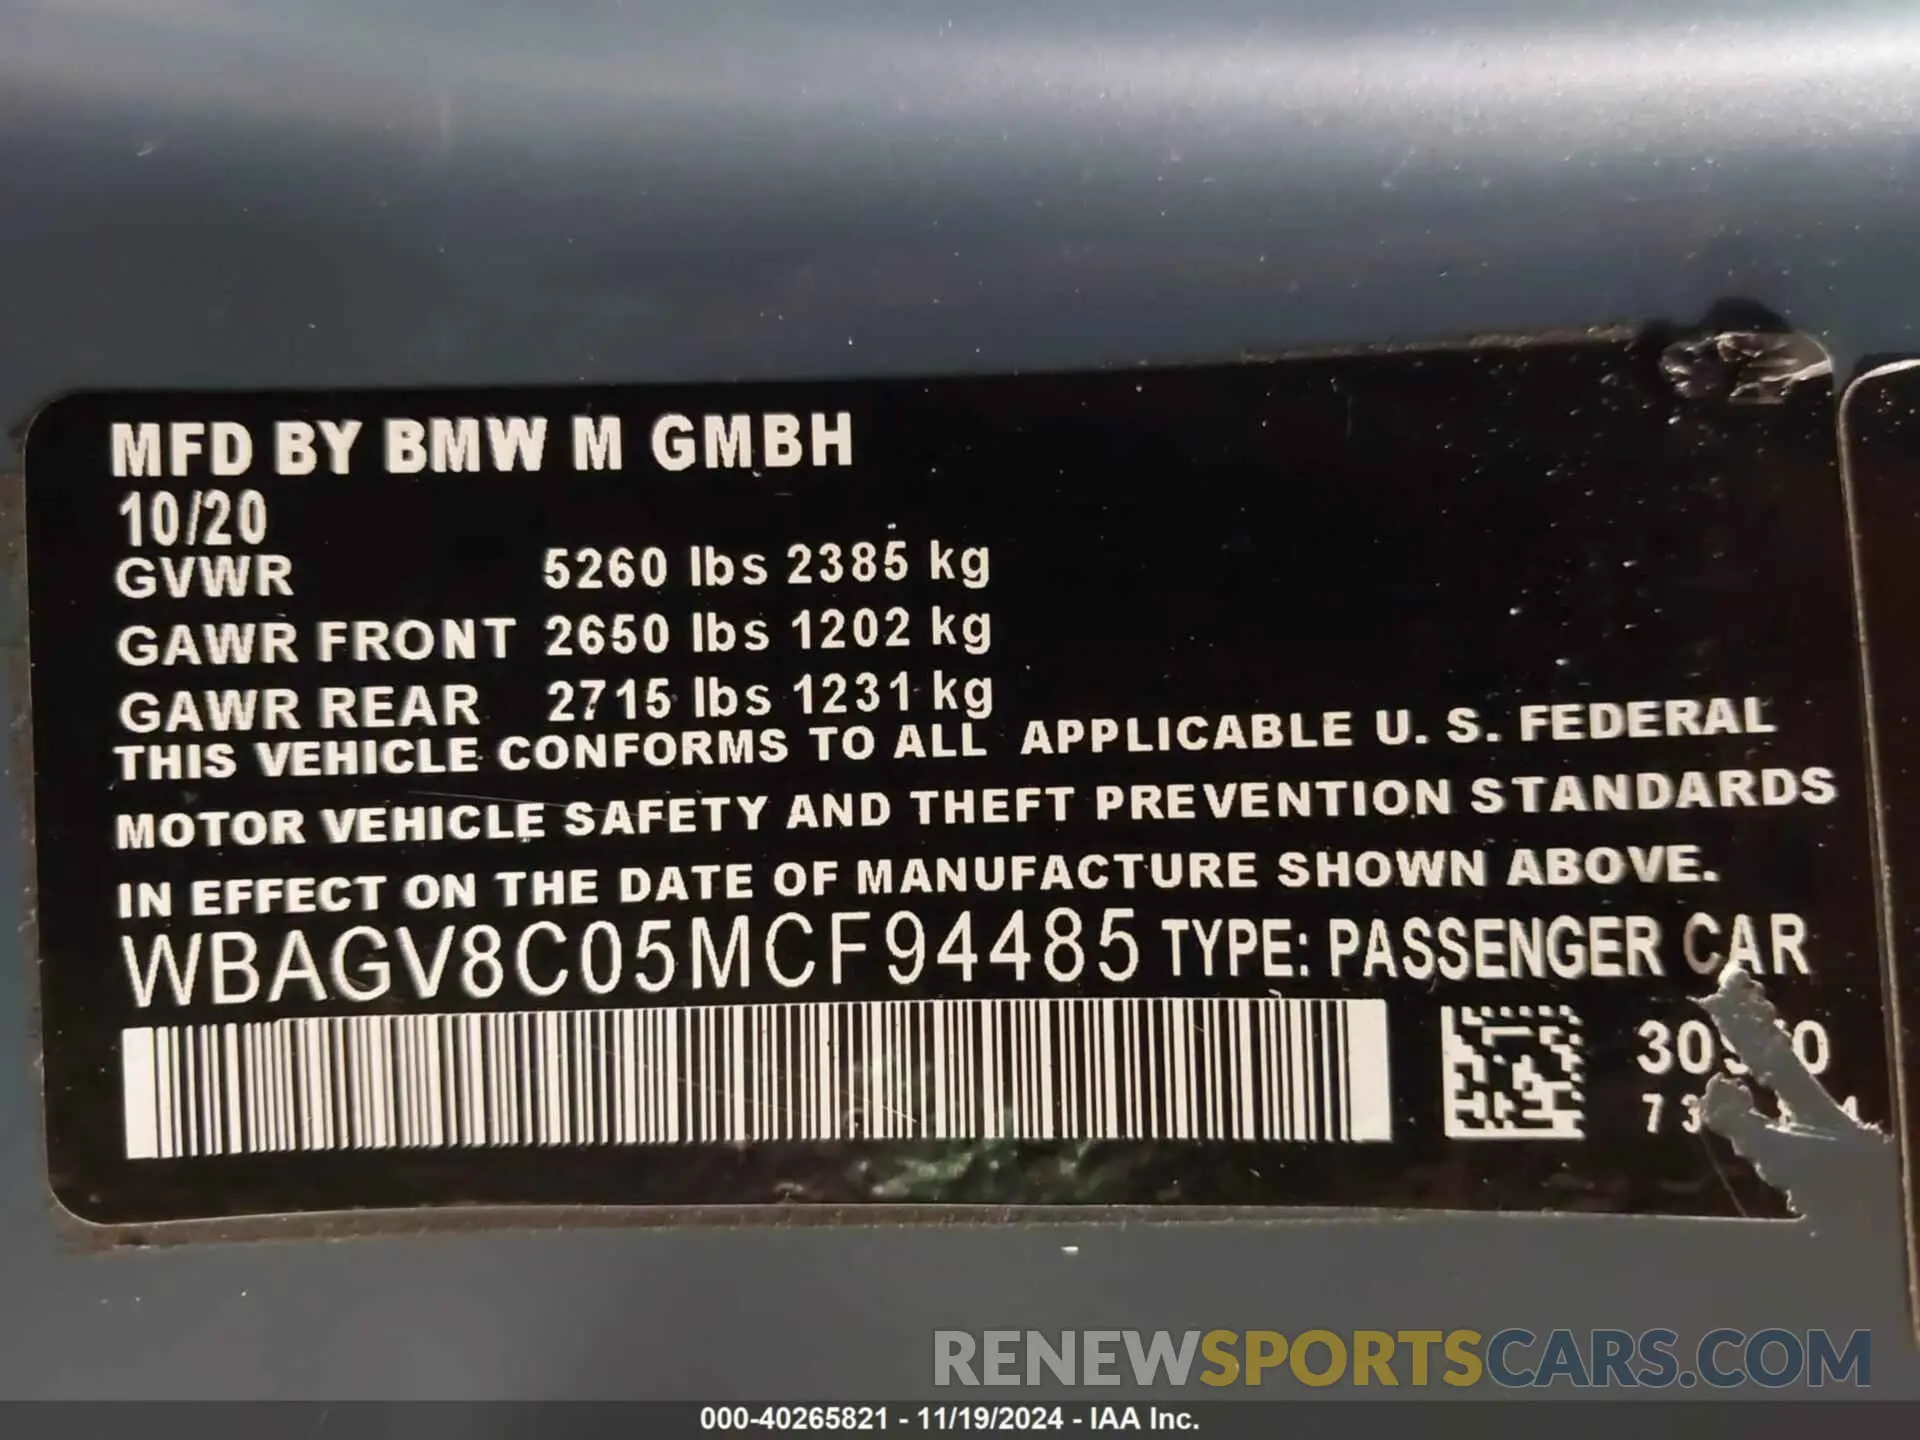 MFD BY BMW M GMBH
10/20
GVWR 5260 lbs 2385 kg
GAWR FRONT 2650 lbs 1202 kg
GAWR REAR 2715 lbs 1231 kg
THIS VEHICLE CONFORMS TO ALL APPLICABLE U. S. FEDERAL
MOTOR VEHICLE SAFETY AND THEFT PREVENTION STANDARDS
IN EFFECT ON THE DATE OF MANUFACTURE SHOWN ABOVE.
WBAGV8C05MCF94485 TYPE: PASSENGER CAR
RENEWSPORTSCARS.COM
000-40265821 - 11/19/2024 - IAA Inc.